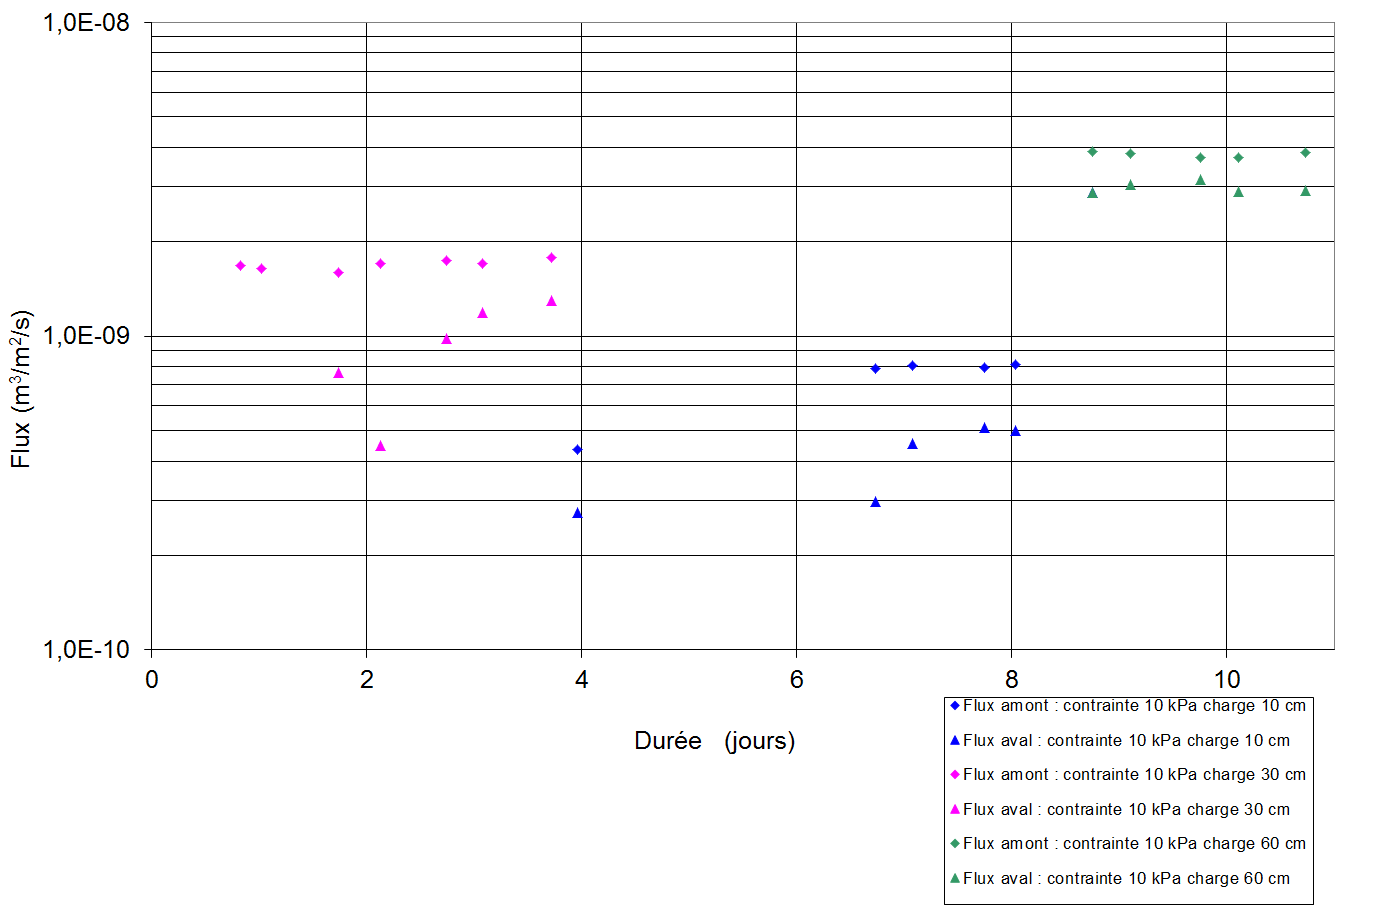 1,0E-08
1,0E-09
1,0E-10
Flux (m³/m²/s)
0 2 4 6 8 10
Durée (jours)
Flux amont : contrainte 10 kPa charge 10 cm
Flux aval : contrainte 10 kPa charge 10 cm
Flux amont : contrainte 10 kPa charge 30 cm
Flux aval : contrainte 10 kPa charge 30 cm
Flux amont : contrainte 10 kPa charge 60 cm
Flux aval : contrainte 10 kPa charge 60 cm